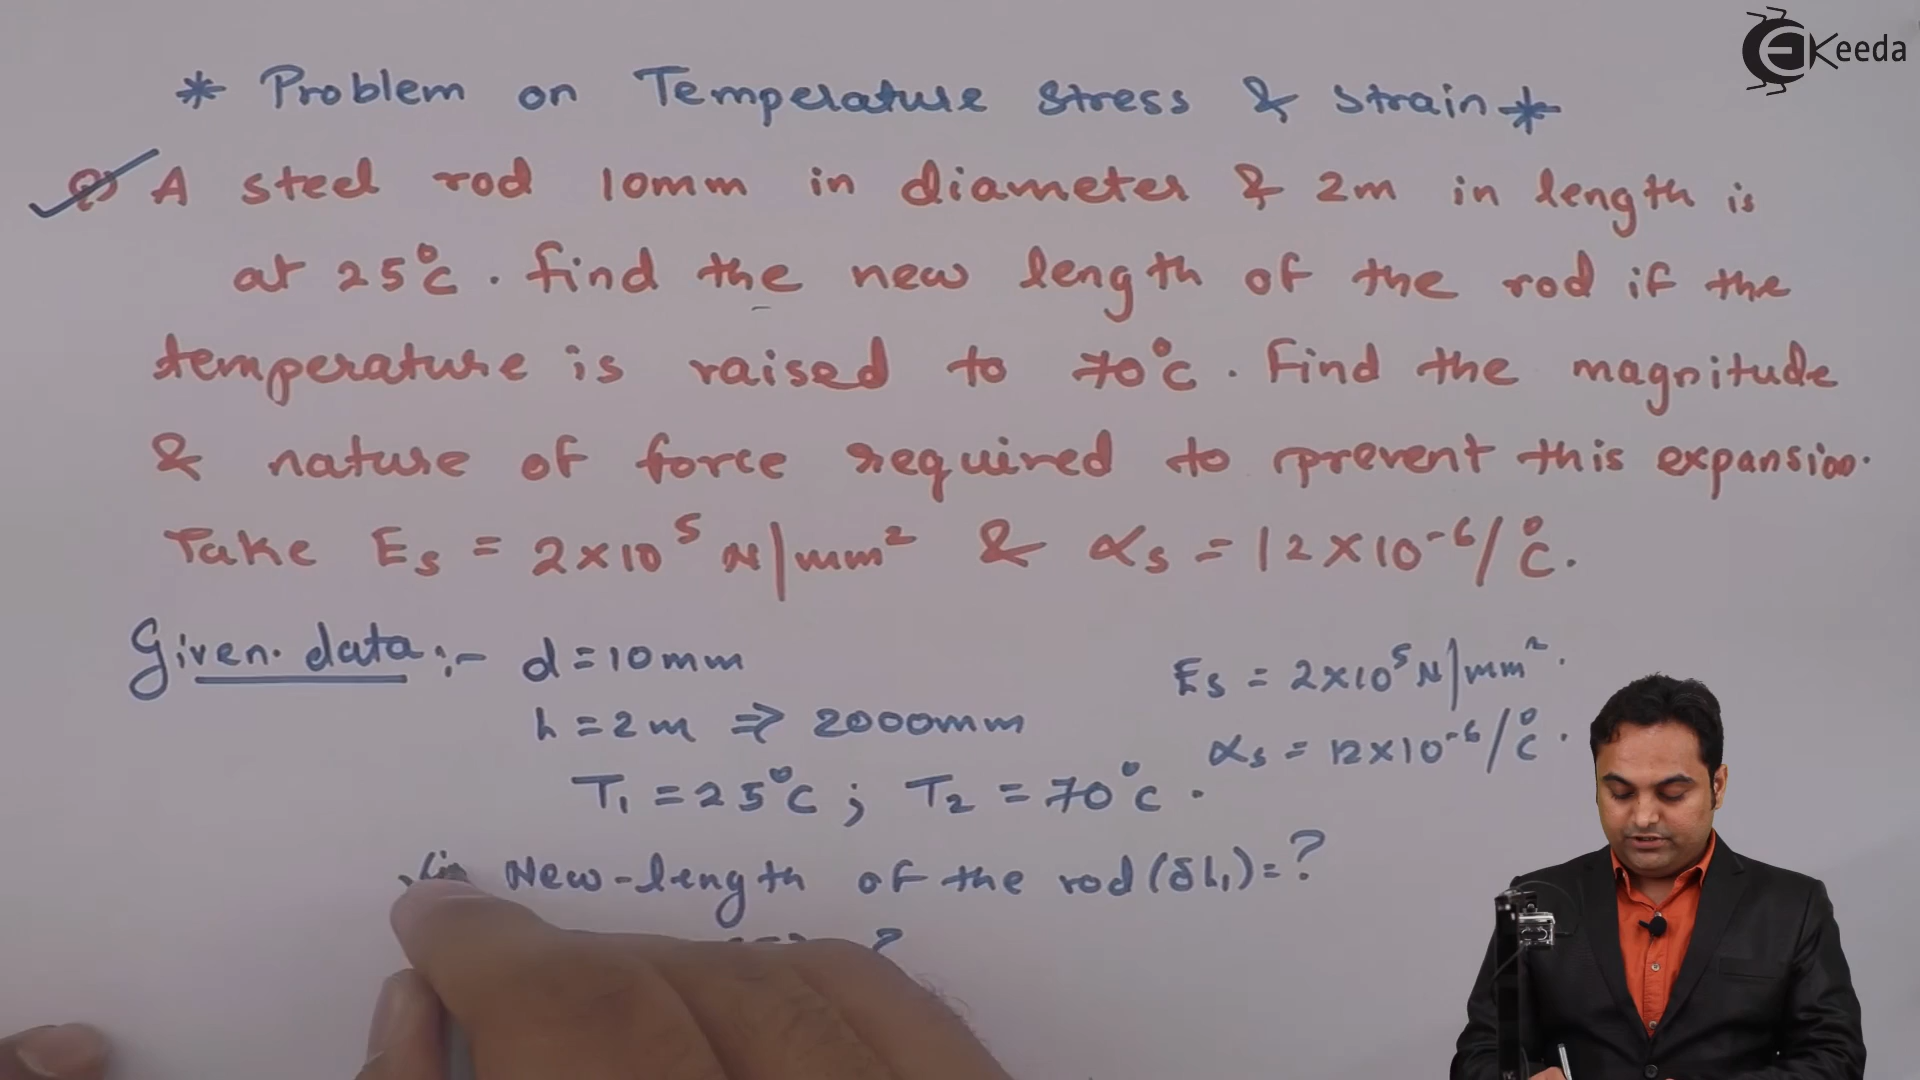 EKeeda
* Problem on Temperature Stress & Strain *
Q) A steel rod 10mm in diameter & 2m in length is
at 25°C. find the new length of the rod if the
temperature is raised to 70°C. Find the magnitude
& nature of force required to prevent this expansion.
Take Es = 2×10⁵ N/mm² & αs = 12×10⁻⁶/°C.
Given data :- d = 10mm
L = 2m ⇒ 2000mm
T₁ = 25°C ; T₂ = 70°C .
Es = 2×10⁵ N/mm² .
αs = 12×10⁻⁶/°C .
New-length of the rod (δL₁) = ?
?